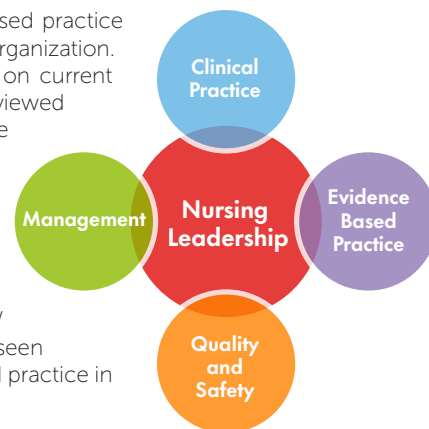 sed practice
rganization.
on current
viewed
e
seen
practice in
Clinical
Practice
Management
Nursing
Leadership
Evidence
Based
Practice
Quality
and
Safety